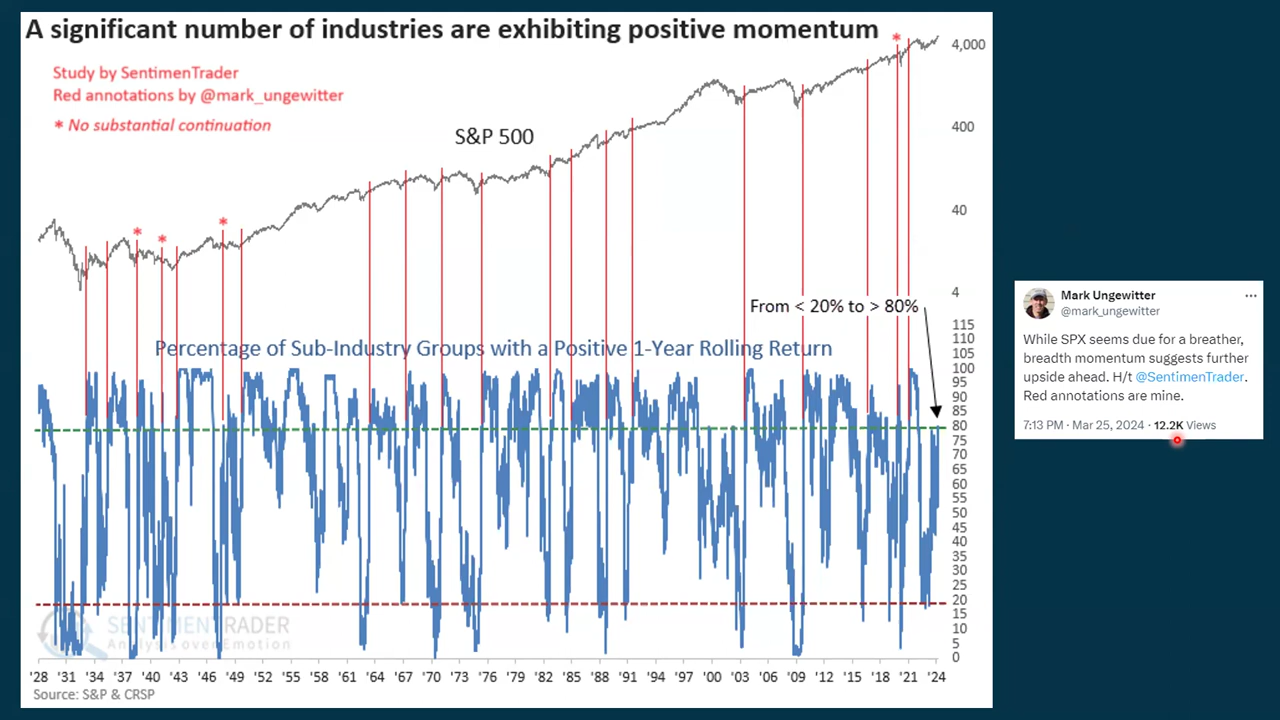 A significant number of industries are exhibiting positive momentum
Study by SentimenTrader
Red annotations by @mark_ungewitter
* No substantial continuation
S&P 500
*
*
*
*
4,000
400
40
4
From < 20% to > 80%
Percentage of Sub-Industry Groups with a Positive 1-Year Rolling Return
115
110
105
100
95
90
85
80
75
70
65
60
55
50
45
40
35
30
25
20
15
10
5
0
SENTIMENTRADER
Analysis over Emotion
'28 '31 '34 '37 '40 '43 '46 '49 '52 '55 '58 '61 '64 '67 '70 '73 '76 '79 '82 '85 '88 '91 '94 '97 '00 '03 '06 '09 '12 '15 '18 '21 '24
Source: S&P & CRSP
Mark Ungewitter
@mark_ungewitter
While SPX seems due for a breather,
breadth momentum suggests further
upside ahead. H/t @SentimenTrader.
Red annotations are mine.
7:13 PM · Mar 25, 2024 · 12.2K Views